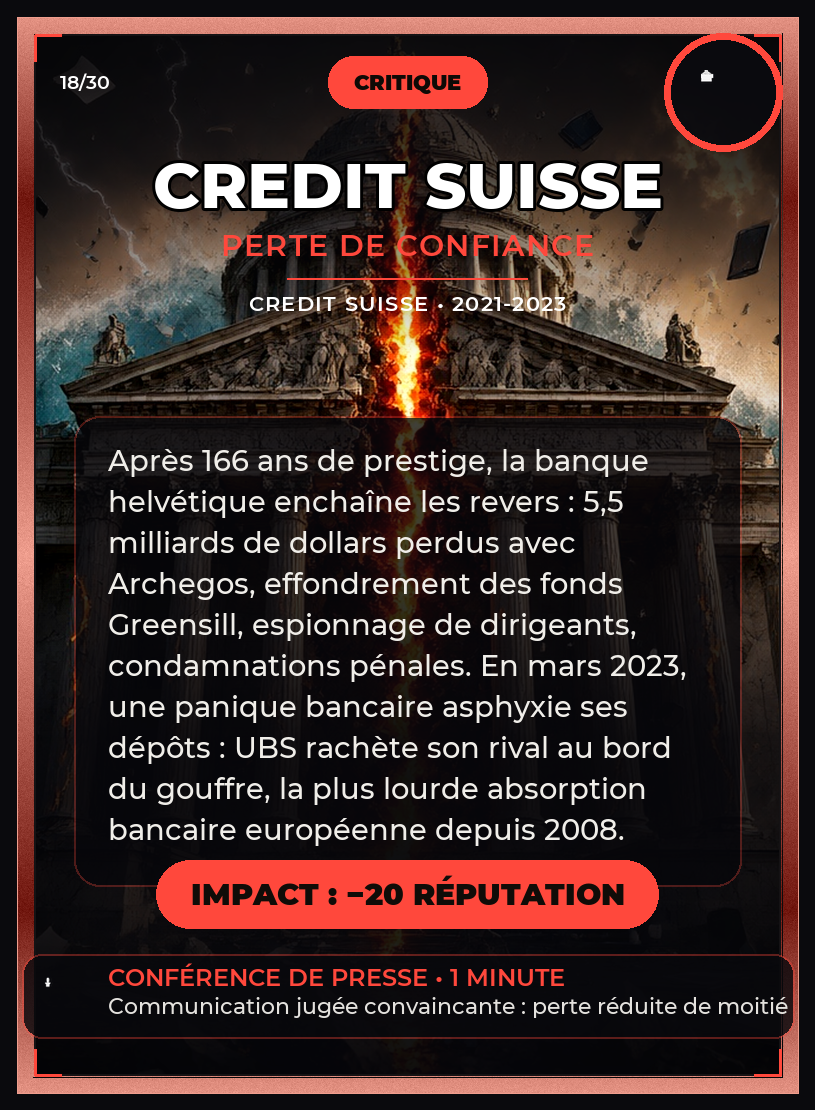 18/30
CRITIQUE
CREDIT SUISSE
PERTE DE CONFIANCE
CREDIT SUISSE • 2021-2023
Après 166 ans de prestige, la banque
helvétique enchaîne les revers : 5,5
milliards de dollars perdus avec
Archegos, effondrement des fonds
Greensill, espionnage de dirigeants,
condamnations pénales. En mars 2023,
une panique bancaire asphyxie ses
dépôts : UBS rachète son rival au bord
du gouffre, la plus lourde absorption
bancaire européenne depuis 2008.
IMPACT : −20 RÉPUTATION
CONFÉRENCE DE PRESSE • 1 MINUTE
Communication jugée convaincante : perte réduite de moitié